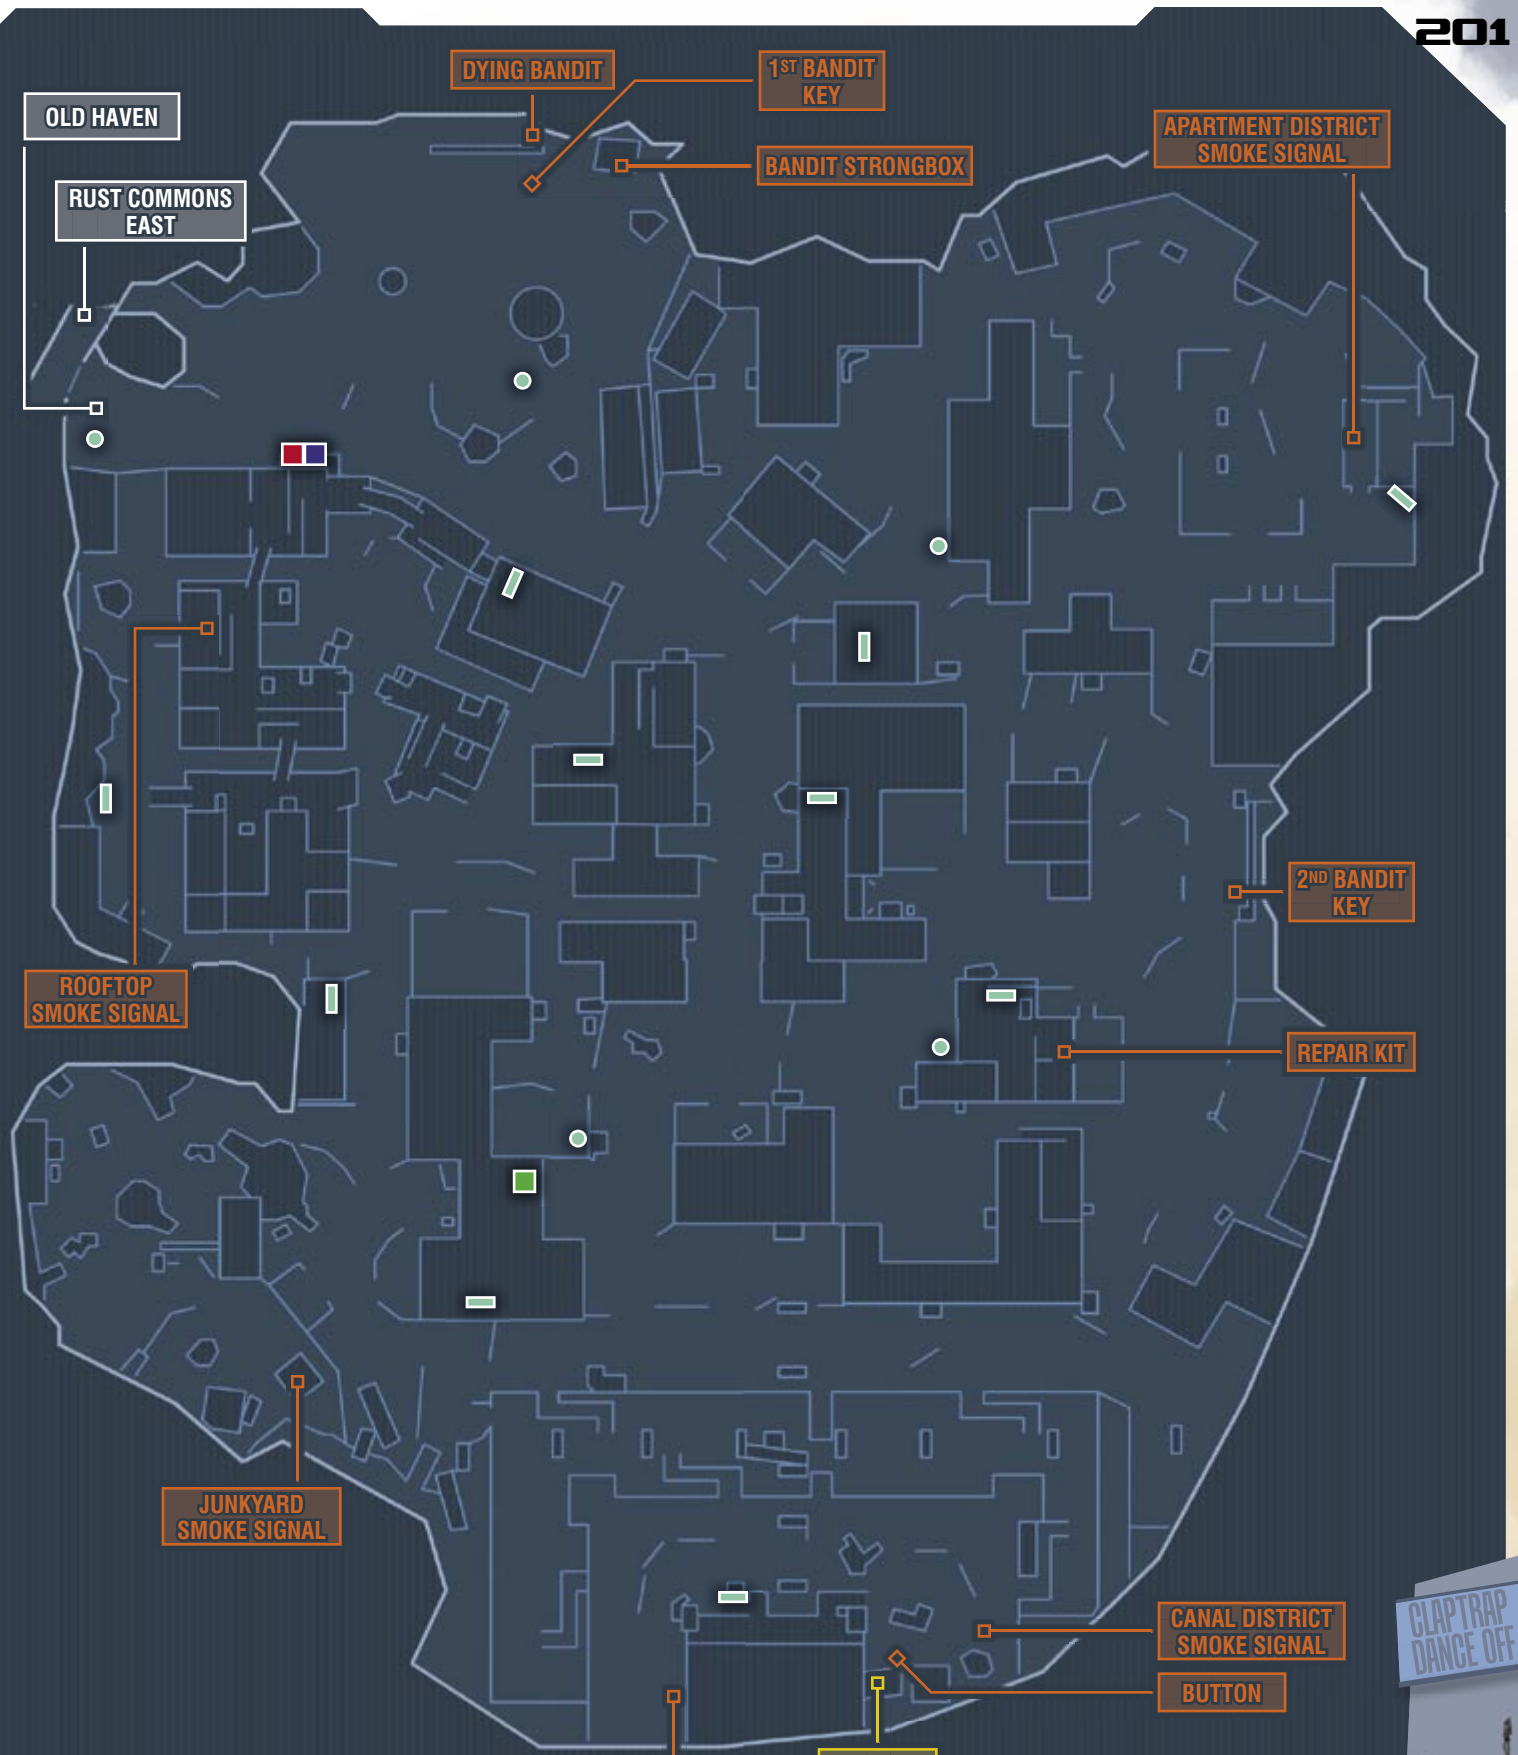 201
DYING BANDIT
1ST BANDIT
KEY
OLD HAVEN
APARTMENT DISTRICT
SMOKE SIGNAL
BANDIT STRONGBOX
RUST COMMONS
EAST
2ND BANDIT
KEY
ROOFTOP
SMOKE SIGNAL
REPAIR KIT
JUNKYARD
SMOKE SIGNAL
CLAPTRAP
DANCE OFF
CANAL DISTRICT
SMOKE SIGNAL
BUTTON